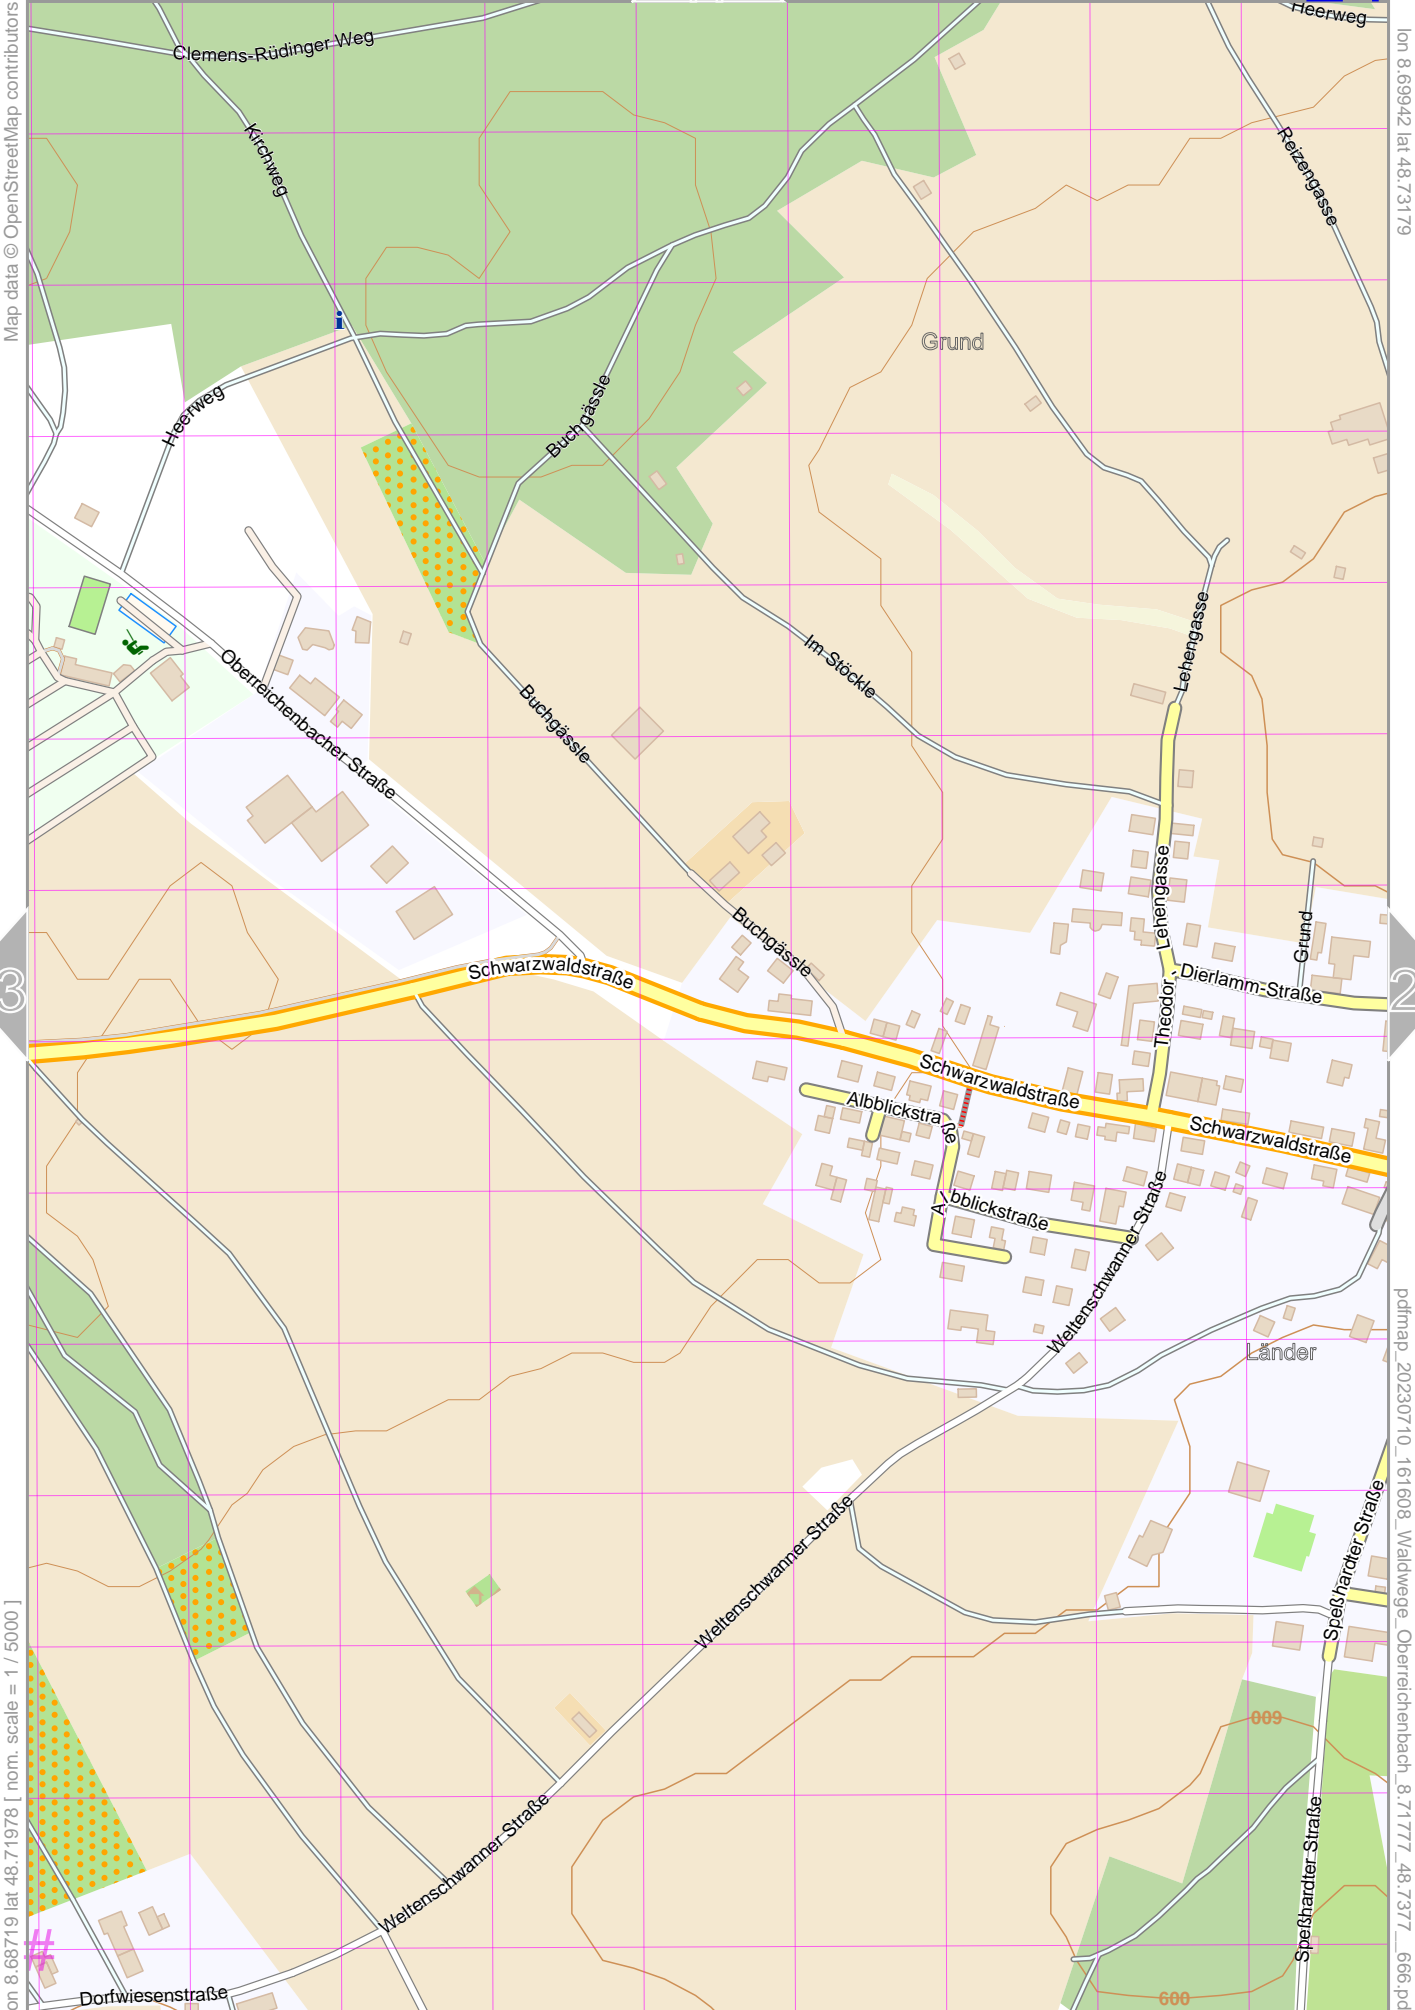 Map data © OpenStreetMap contributors
Heerweg
lon 8.69942 lat 48.73179
Clemens-Rüdinger Weg
Kirchweg
Reizengasse
i
Grund
Heerweg
Buchgässle
Lehengasse
Im Stöckle
Oberreichenbacher Straße
Buchgässle
Lehengasse
Buchgässle
Grund
Schwarzwaldstraße
Theodor
-Dierlamm-Straße
3
2
Schwarzwaldstraße
Albblickstraße
Schwarzwaldstraße
Albblickstraße
Weltenschwanner Straße
Länder
pdfmap_20230710_161608_Waldwege_Oberreichenbach_8.71777_48.7377__666.pd
Weltenschwanner Straße
Speßhardter Straße
on 8.68719 lat 48.71978 [ nom. scale = 1 / 5000 ]
600
Weltenschwanner Straße
Speßhardter Straße
#
Dorfwiesenstraße
600